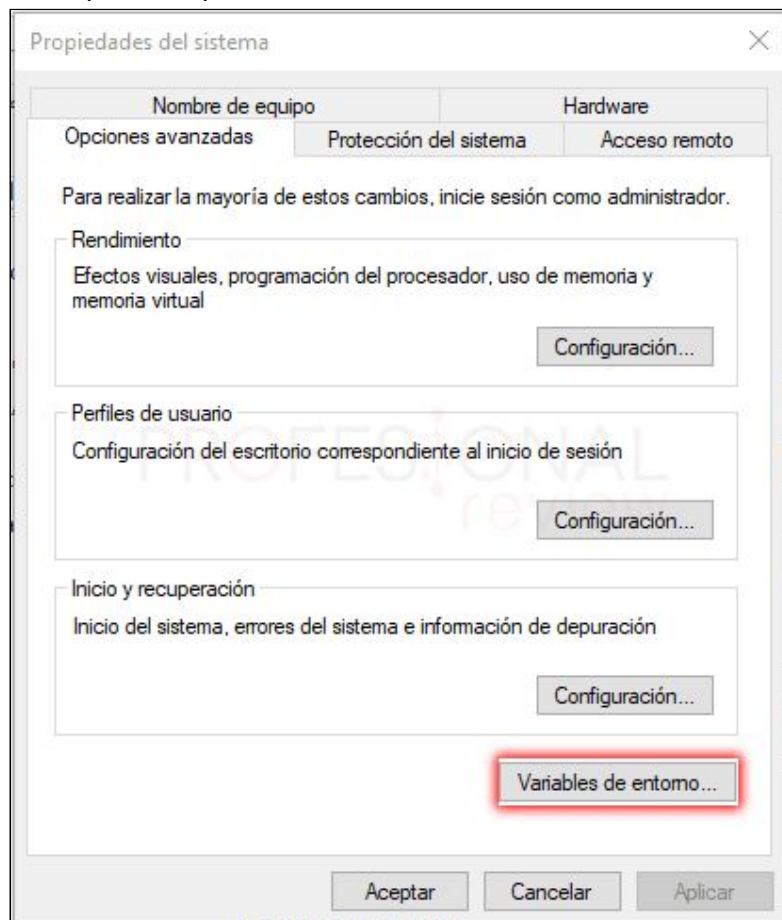 Propiedades del sistema
Nombre de equipo
Hardware
Opciones avanzadas
Protección del sistema
Acceso remoto
Para realizar la mayoría de estos cambios, inicie sesión como administrador.
Rendimiento
Efectos visuales, programación del procesador, uso de memoria y
memoria virtual
Configuración...
Perfiles de usuario
PROFESIONAL
review
Configuración del escritorio correspondiente al inicio de sesión
Configuración...
Inicio y recuperación
Inicio del sistema, errores del sistema e información de depuración
Configuración...
Variables de entorno...
Aceptar
Cancelar
Aplicar